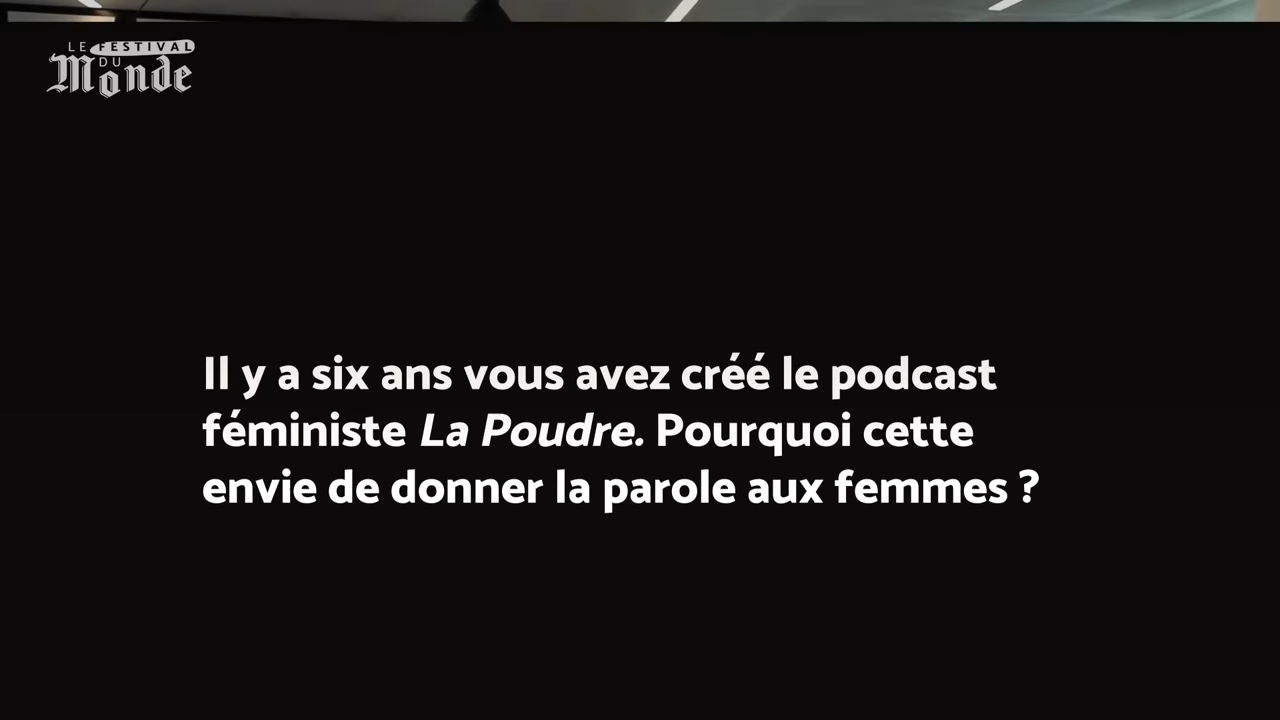 LE FESTIVAL
DU
Monde
Il y a six ans vous avez créé le podcast
féministe La Poudre. Pourquoi cette
envie de donner la parole aux femmes ?